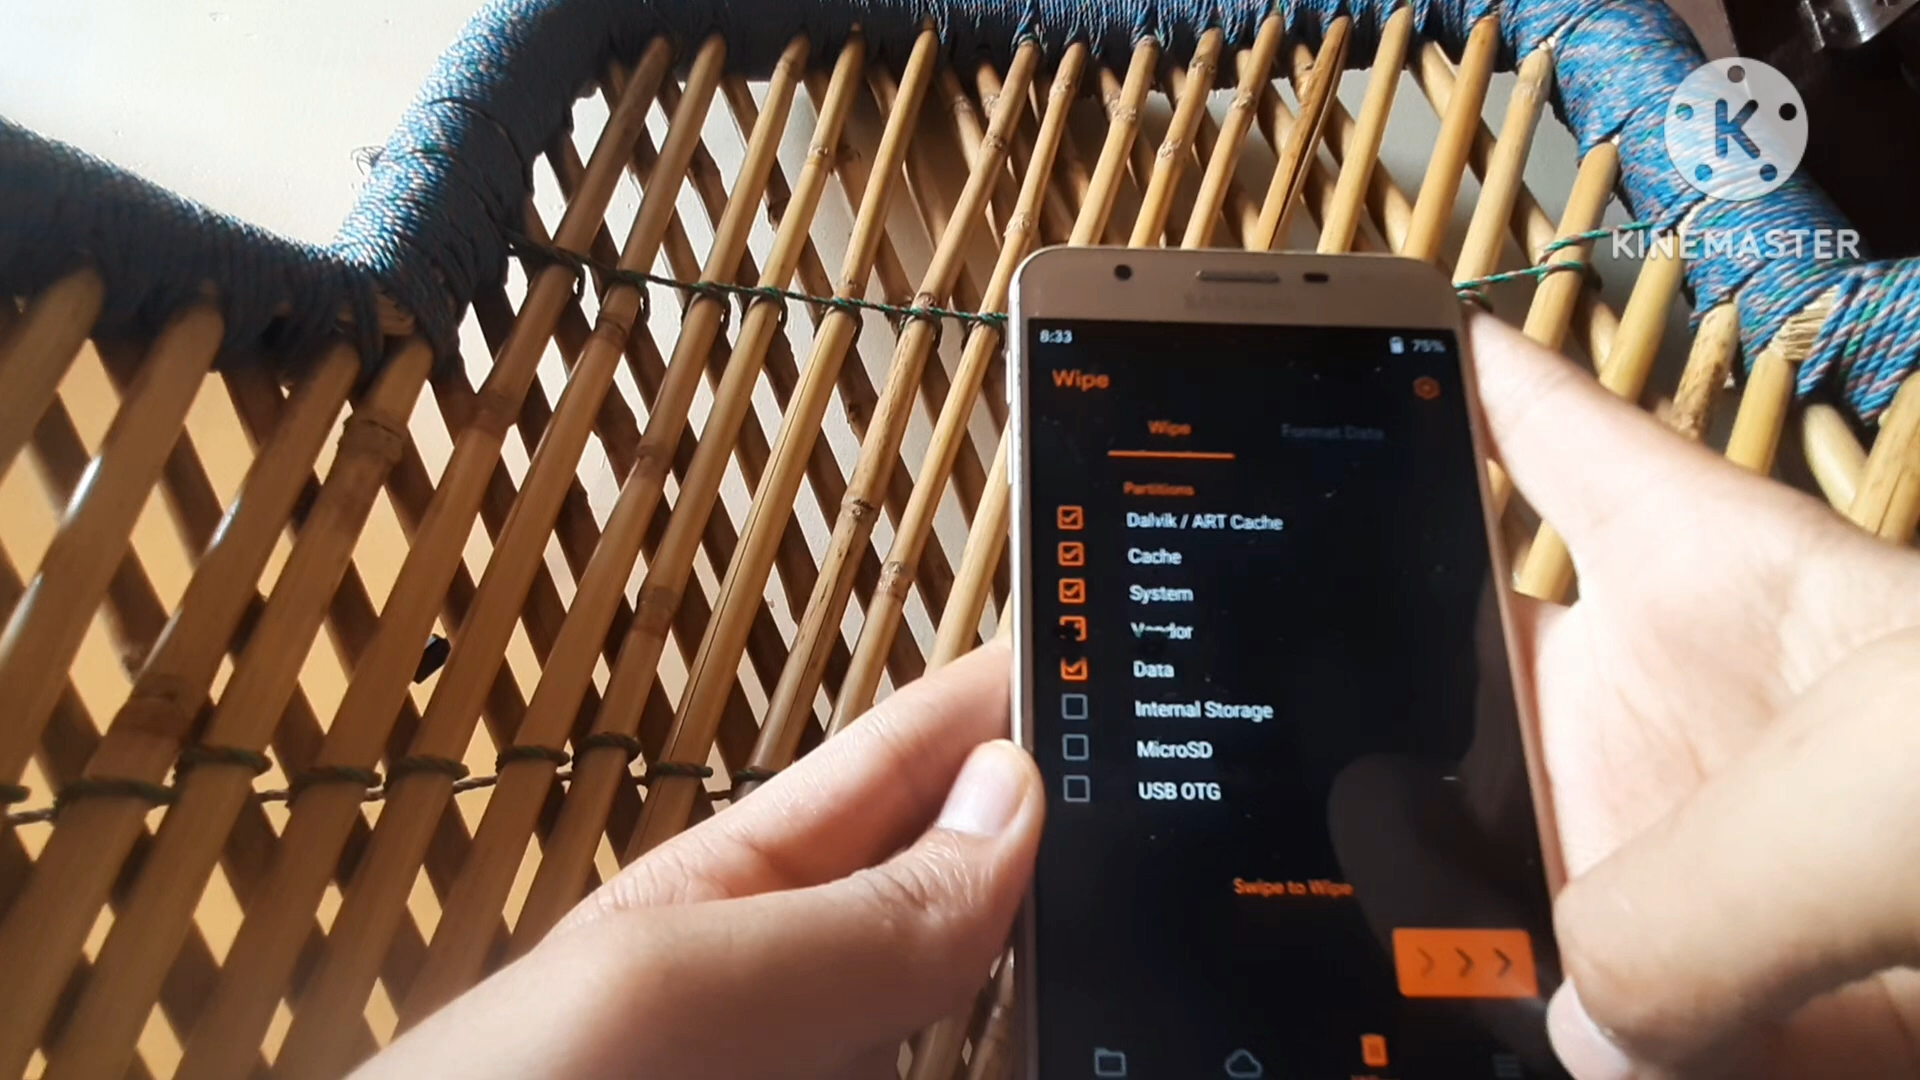 K
KINEMASTER
SAMSUNG
8:33
75%
Wipe
Wipe
Format Data
Partitions
Dalvik / ART Cache
Cache
System
Vendor
Data
Internal Storage
MicroSD
USB OTG
Swipe to Wipe